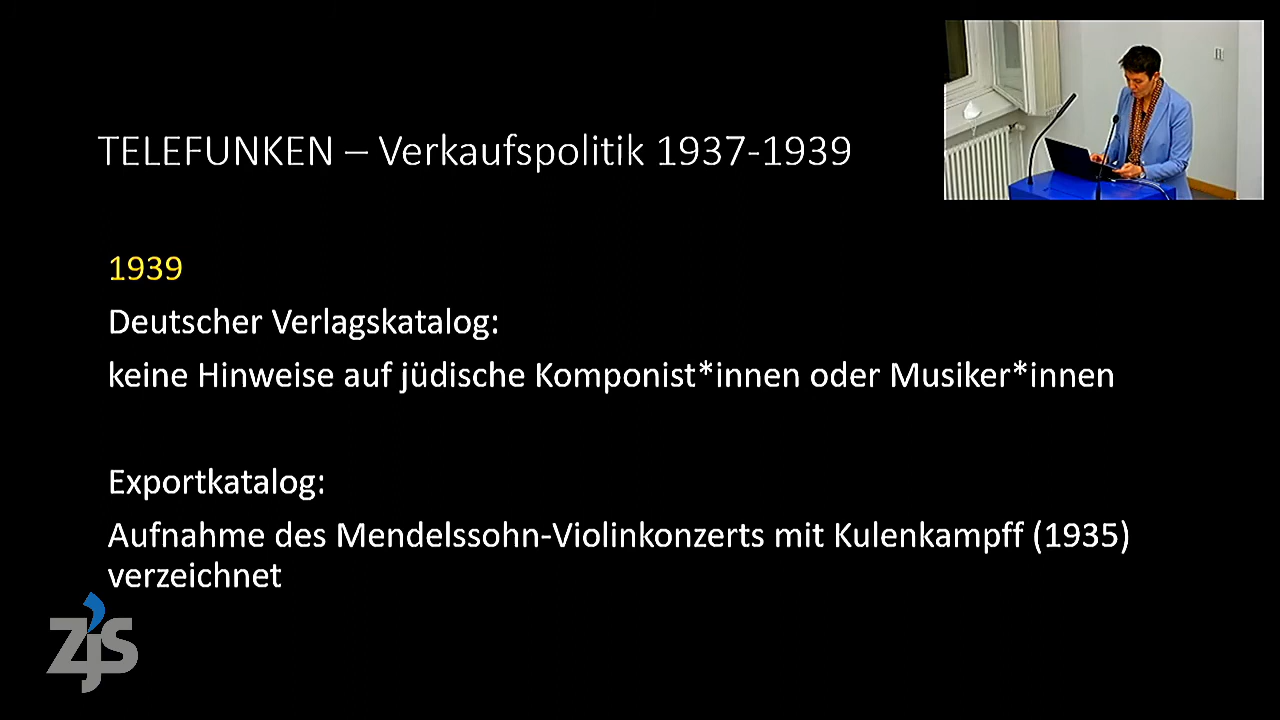 TELEFUNKEN – Verkaufspolitik 1937-1939
1939
Deutscher Verlagskatalog:
keine Hinweise auf jüdische Komponist*innen oder Musiker*innen
Exportkatalog:
Aufnahme des Mendelssohn-Violinkonzerts mit Kulenkampff (1935)
verzeichnet
ZjS